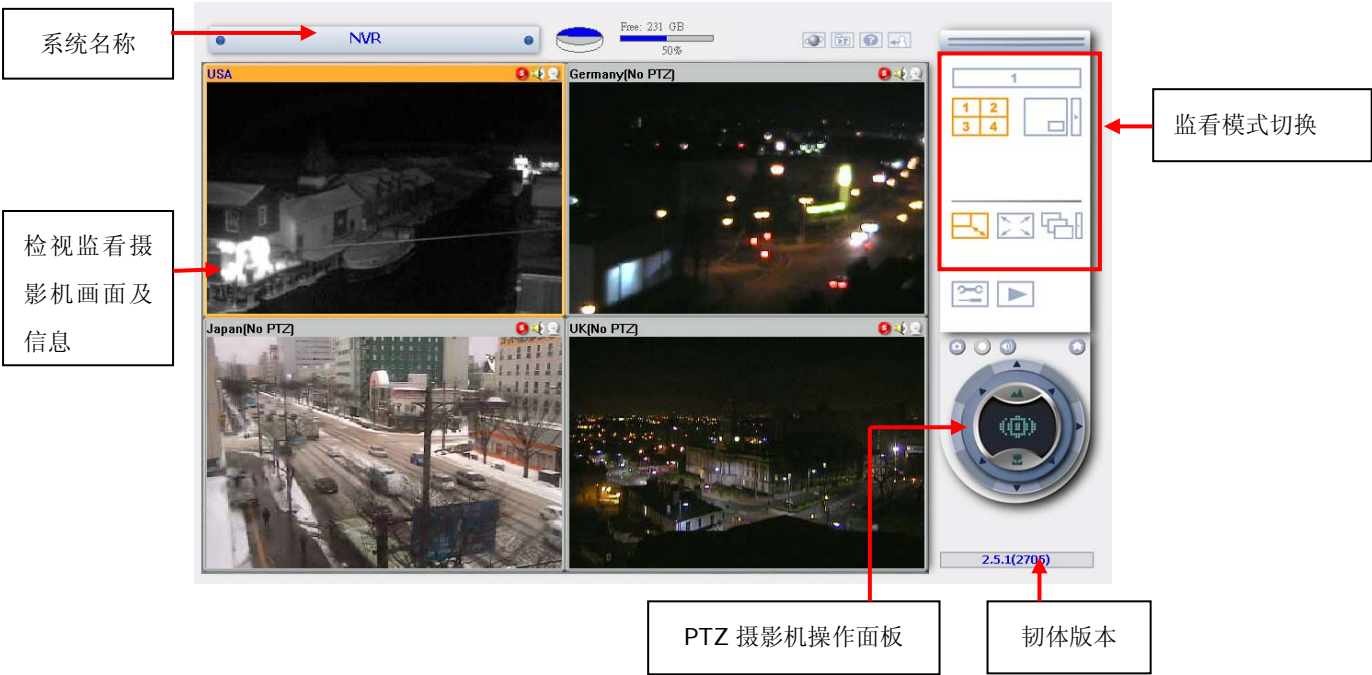 系统名称
NVR
Free: 231 GB
50%
USA
Germany(No PTZ)
1
1 2
3 4
监看模式切换
检视监看摄
影机画面及
信息
Japan(No PTZ)
UK(No PTZ)
2.5.1(2705)
PTZ 摄影机操作面板
韧体版本